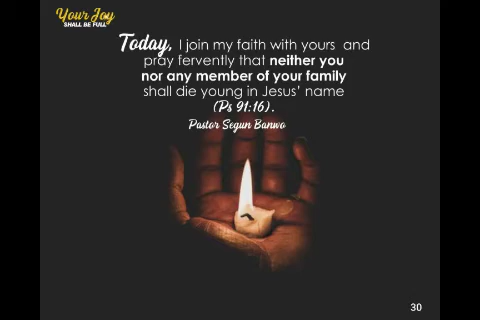 Your Joy
SHALL BE FULL
Today, I join my faith with yours and
pray fervently that neither you
nor any member of your family
shall die young in Jesus’ name
(Ps 91:16).
Pastor Segun Banwo
30